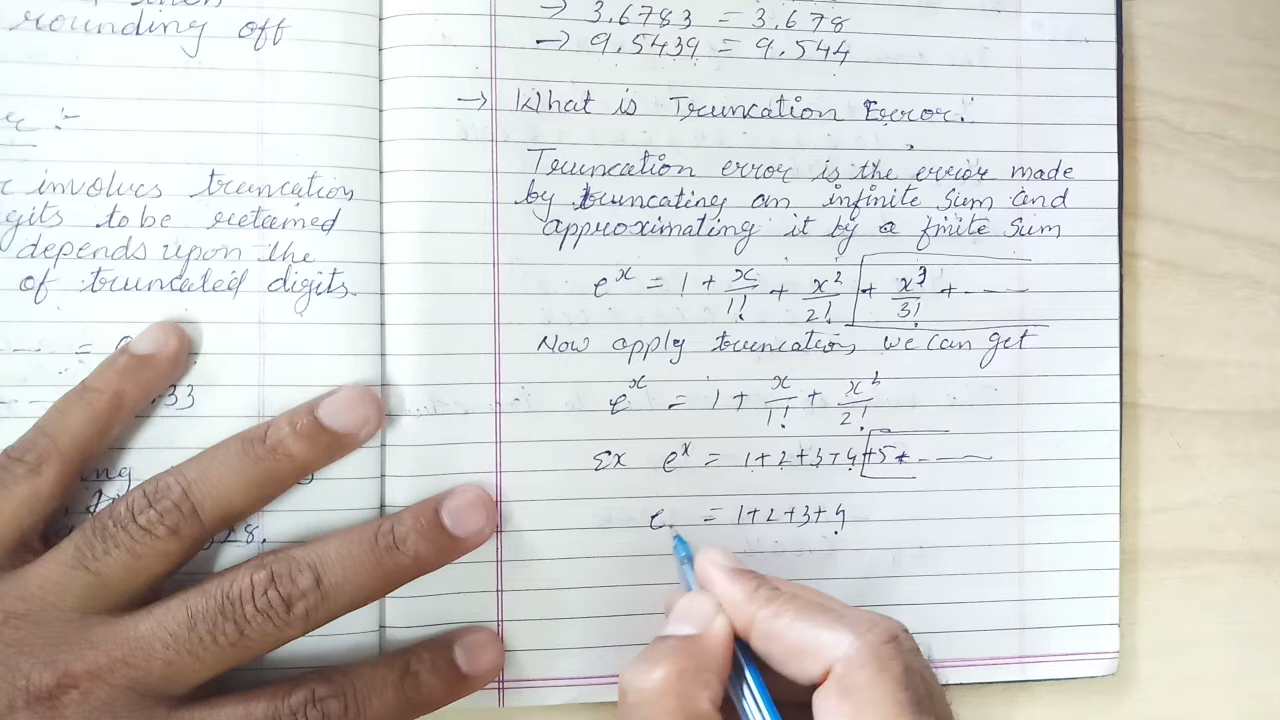 rounding off
involves truncation
gits to be retained
depends upon the
of truncated digits.
33
ing
28.
→ 3.6783 = 3.678
→ 9.5439 = 9.544
→ What is Truncation Error:
Truncation error is the error made
by truncating an infinite sum and
approximating it by a finite sum
e^x = 1 + x/1! + x²/2! + x³/3! + - - -
Now apply truncation, we can get
e^x = 1 + x/1! + x²/2!
Ex e^x = 1+2+3+4+5+ - - - -
e = 1+2+3+4